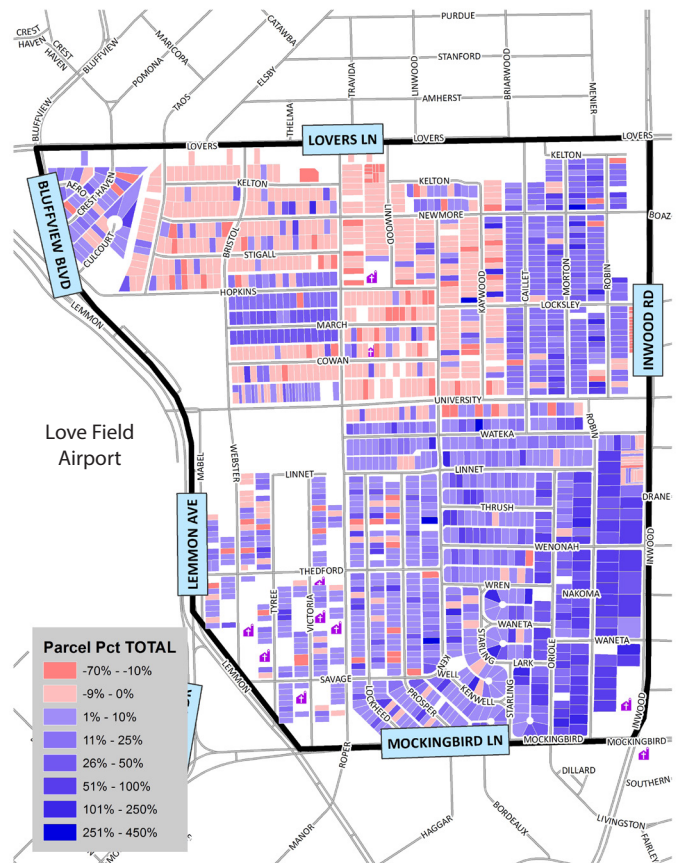 PURDUE
CREST
HAVEN
CREST
HAVEN
BLUFFVIEW
MARICOPA
POMONA
CATAWBA
ELSBY
TAOS
STANFORD
TRAVIDA
LINWOOD
BRIARWOOD
MENIER
AMHERST
THELMA
BLUFFVIEW
LOVERS
LOVERS LN
LOVERS
LOVERS
KELTON
KELTON
KELTON
AERO
CREST HAVEN
CULCOURT
BLUFFVIEW BLVD
LEMMON
BRISTOL
LINWOOD
NEWMORE
BOAZ
STIGALL
HOPKINS
KAYWOOD
CAILLET
MORTON
ROBIN
LOCKSLEY
MARCH
COWAN
INWOOD RD
UNIVERSITY
ROBIN
WATEKA
Love Field
Airport
MABEL
WEBSTER
LINNET
LINNET
DRANE
THRUSH
LEMMON AVE
WENONAH
INWOOD
THEDFORD
WREN
NAKOMA
TYREE
VICTORIA
WANETA
WANETA
STARLING
LARK
ORIOLE
LEMMON
SAVAGE
KEN
WELL
KENWELL
PROSPER
LOCKHEED
STARLING
INWOOD
ROPER
MOCKINGBIRD LN
MOCKINGBIRD
MOCKINGBIRD
Parcel Pct TOTAL
-70% - -10%
-9% - 0%
1% - 10%
11% - 25%
26% - 50%
51% - 100%
101% - 250%
251% - 450%
DILLARD
SOUTHERN
MANOR
HAGGAR
BORDEAUX
LIVINGSTON
FAIRLEY